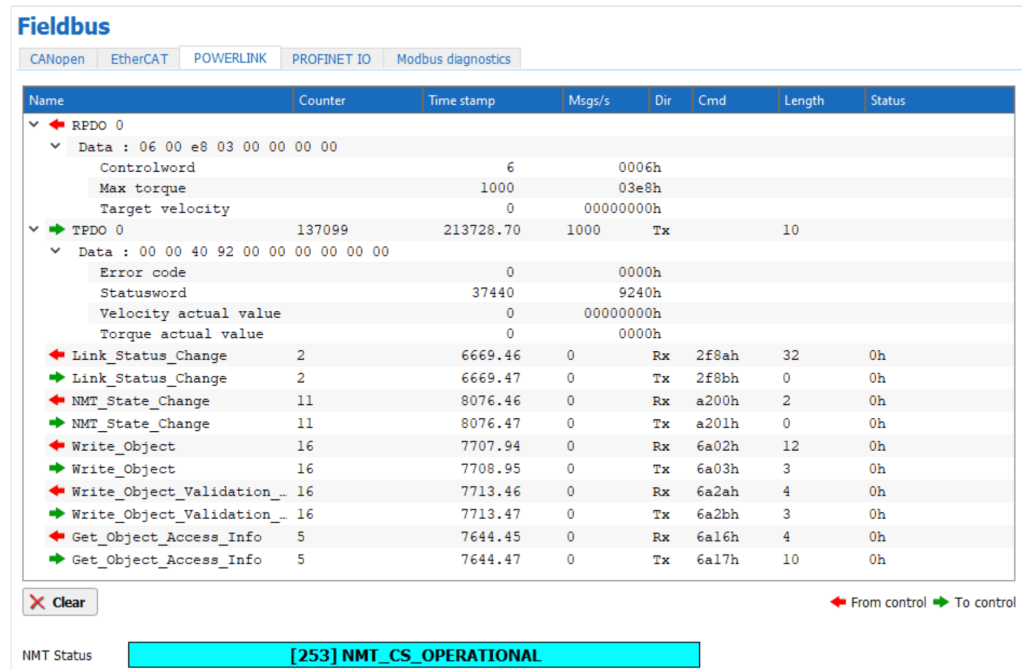 Fieldbus
CANopen EtherCAT POWERLINK PROFINET IO Modbus diagnostics
Name Counter Time stamp Msgs/s Dir Cmd Length Status
RPDO 0
Data : 06 00 e8 03 00 00 00 00
Controlword 6 0006h
Max torque 1000 03e8h
Target velocity 0 00000000h
TPDO 0 137099 213728.70 1000 Tx 10
Data : 00 00 40 92 00 00 00 00 00 00
Error code 0 0000h
Statusword 37440 9240h
Velocity actual value 0 00000000h
Torque actual value 0 0000h
Link_Status_Change 2 6669.46 0 Rx 2f8ah 32 0h
Link_Status_Change 2 6669.47 0 Tx 2f8bh 0 0h
NMT_State_Change 11 8076.46 0 Rx a200h 2 0h
NMT_State_Change 11 8076.47 0 Tx a201h 0 0h
Write_Object 16 7707.94 0 Rx 6a02h 12 0h
Write_Object 16 7708.95 0 Tx 6a03h 3 0h
Write_Object_Validation_… 16 7713.46 0 Rx 6a2ah 4 0h
Write_Object_Validation_… 16 7713.47 0 Tx 6a2bh 3 0h
Get_Object_Access_Info 5 7644.45 0 Rx 6a16h 4 0h
Get_Object_Access_Info 5 7644.47 0 Tx 6a17h 10 0h
Clear From control To control
NMT Status [253] NMT_CS_OPERATIONAL